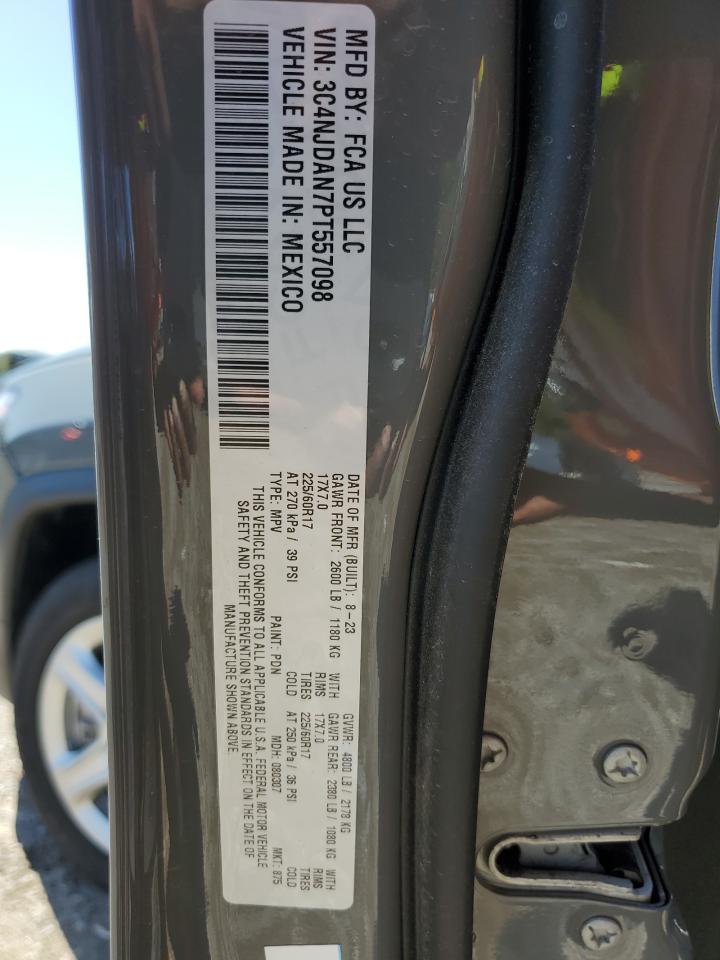 MFD BY: FCA US LLC
VIN: 3C4NJDAN7PT557098
VEHICLE MADE IN: MEXICO
DATE OF MFR (BUILT): 8-23 GVWR: 4800 LB / 2178 KG
GAWR FRONT: 2600 LB / 1180 KG WITH GAWR REAR: 2380 LB / 1080 KG WITH
17X7.0 RIMS 17X7.0 RIMS
225/60R17 TIRES 225/60R17 TIRES
AT 270 kPa / 39 PSI COLD AT 250 kPa / 36 PSI COLD
TYPE: MPV PAINT: PDN MDH: 080307 MKT: 875
THIS VEHICLE CONFORMS TO ALL APPLICABLE U.S.A. FEDERAL MOTOR VEHICLE
SAFETY AND THEFT PREVENTION STANDARDS IN EFFECT ON THE DATE OF
MANUFACTURE SHOWN ABOVE